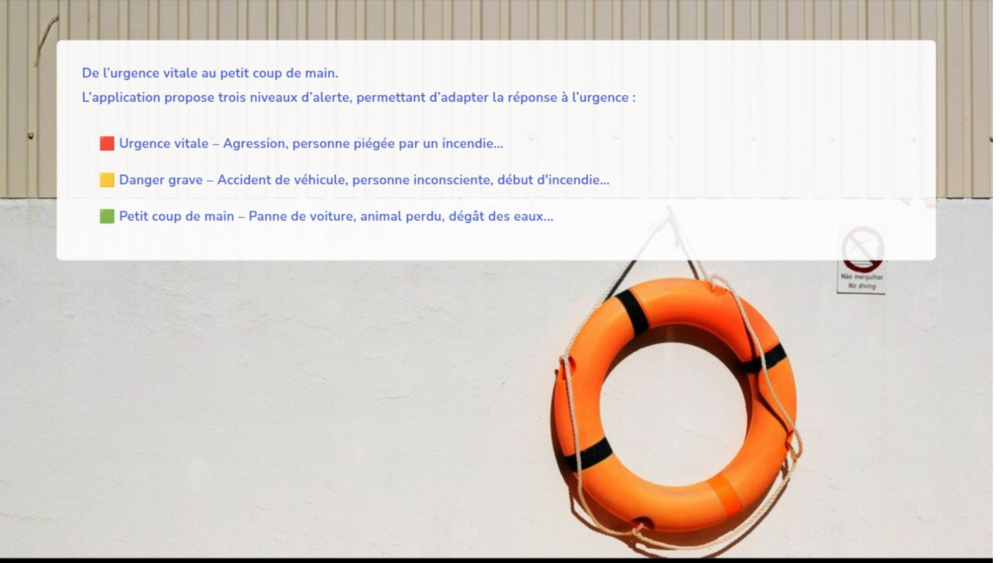 De l’urgence vitale au petit coup de main.
L’application propose trois niveaux d’alerte, permettant d’adapter la réponse à l’urgence :
🟥 Urgence vitale – Agression, personne piégée par un incendie...
🟨 Danger grave – Accident de véhicule, personne inconsciente, début d'incendie...
🟩 Petit coup de main – Panne de voiture, animal perdu, dégât des eaux...
Não mergulhar
No diving